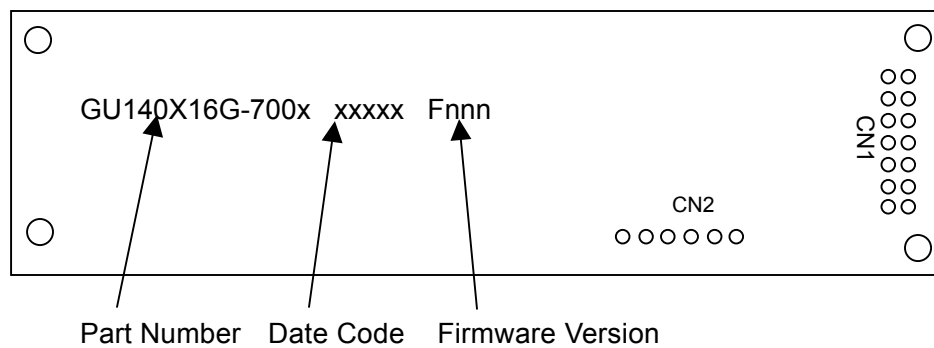 GU140X16G-700x xxxxx Fnnn
CN1
CN2
Part Number Date Code Firmware Version